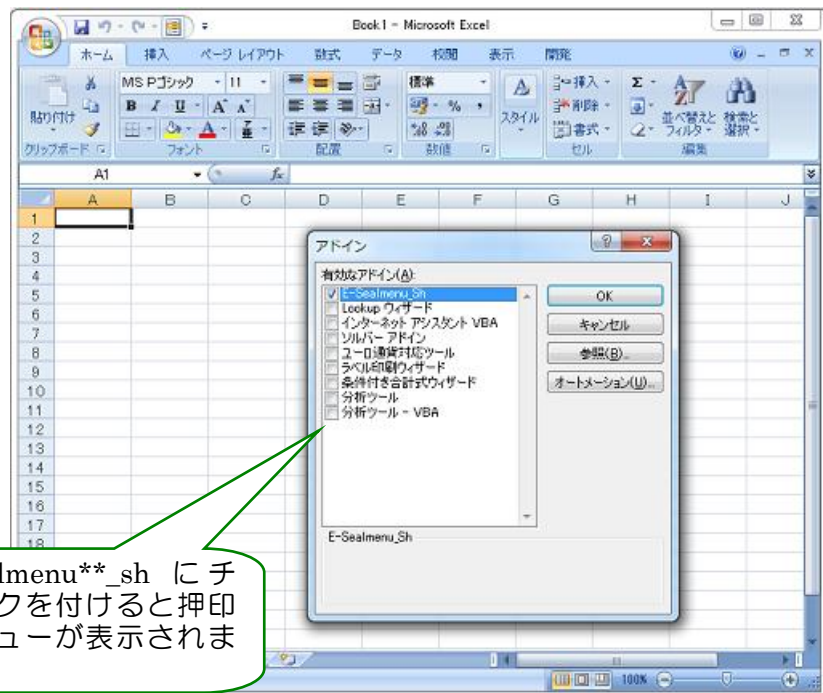 Book1 - Microsoft Excel
ホーム 挿入 ページ レイアウト 数式 データ 校閲 表示 開発
貼り付け
MS Pゴシック 11
B I U A A
標準
% ,
スタイル
挿入
削除
書式
Σ
並べ替えと
フィルタ
検索と
選択
クリップボード フォント 配置 数値 セル 編集
A1 fx
A B C D E F G H I J
1
2
3
4
5
6
7
8
9
10
11
12
13
14
15
16
17
18
アドイン
有効なアドイン(A):
E-Sealmenu_Sh
Lookup ウィザード
インターネット アシスタント VBA
ソルバー アドイン
ユーロ通貨対応ツール
ラベル印刷ウィザード
条件付き合計式ウィザード
分析ツール
分析ツール - VBA
OK
キャンセル
参照(B)...
オートメーション(U)...
E-Sealmenu_Sh
lmenu**_sh にチ
クを付けると押印
ューが表示されま
100%